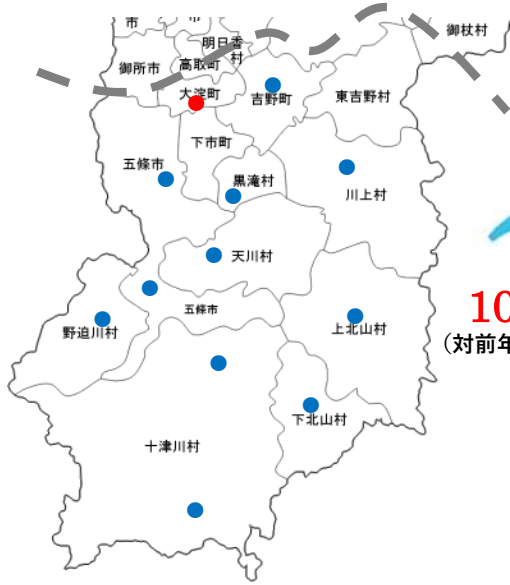 市
市
明日香
村
御杖村
御所市
高取町
大淀町
吉野町
東吉野村
下市町
五條市
黒滝村
川上村
天川村
五條市
野迫川村
上北山村
10
(対前年
下北山村
十津川村